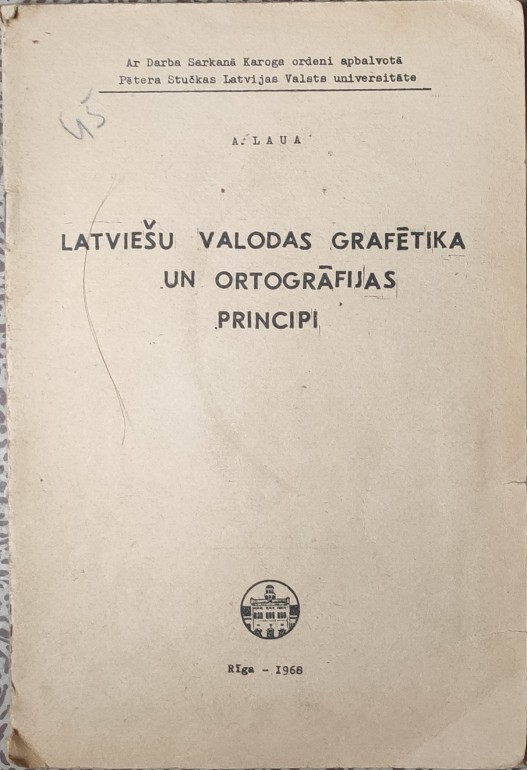 Ar Darba Sarkanā Karoga ordeni apbalvotā
Pētera Stučkas Latvijas Valsts universitāte
A. LAUA
LATVIEŠU VALODAS GRAFĒTIKA
UN ORTOGRĀFIJAS
PRINCIPI
Rīga - 1968